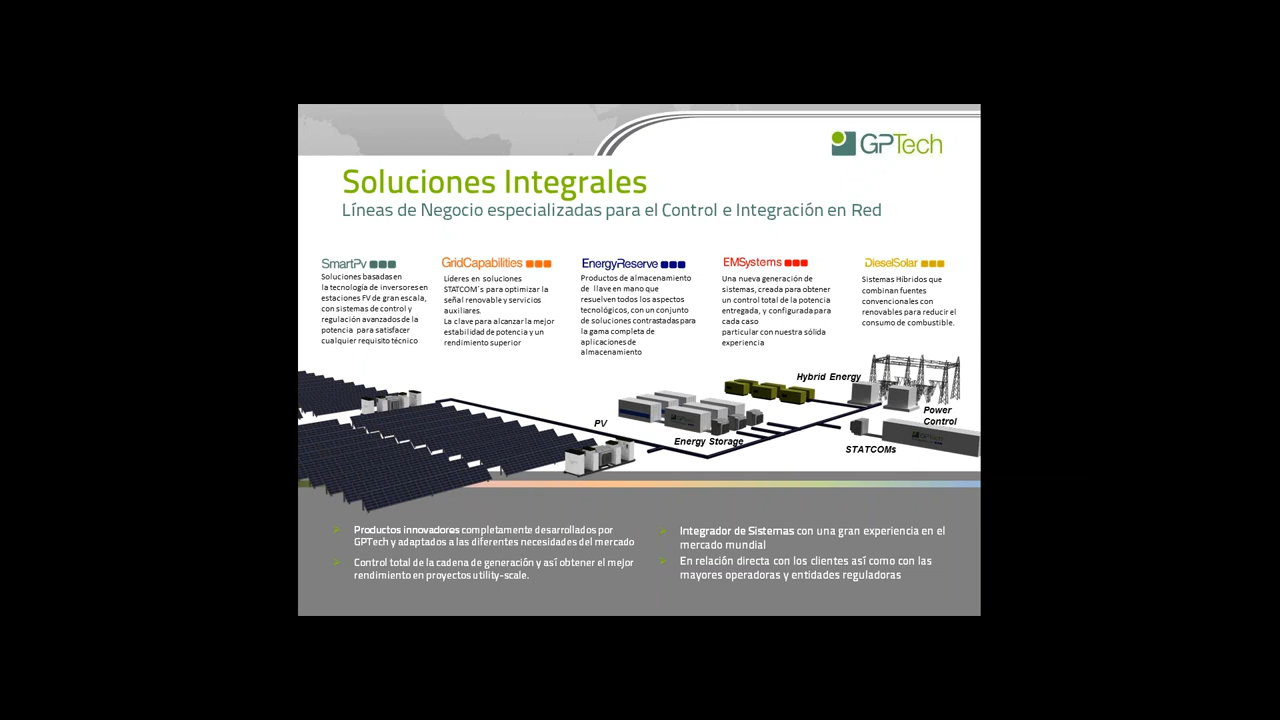 GPTech
Soluciones Integrales
Líneas de Negocio especializadas para el Control e Integración en Red
SmartPv
Soluciones basadas en
la tecnología de inversores en
estaciones FV de gran escala,
con sistemas de control y
regulación avanzados de la
potencia para satisfacer
cualquier requisito técnico
GridCapabilities
Líderes en soluciones
STATCOM´s para optimizar la
señal renovable y servicios
auxiliares.
La clave para alcanzar la mejor
estabilidad de potencia y un
rendimiento superior
EnergyReserve
Productos de almacenamiento
de llave en mano que
resuelven todos los aspectos
tecnológicos, con un conjunto
de soluciones contrastadas para
la gama completa de
aplicaciones de
almacenamiento
EMSystems
Una nueva generación de
sistemas, creada para obtener
un control total de la potencia
entregada, y configurada para
cada caso
particular con nuestra sólida
experiencia
DieselSolar
Sistemas Híbridos que
combinan fuentes
convencionales con
renovables para reducir el
consumo de combustible.
Hybrid Energy
Power
Control
PV
Energy Storage
STATCOMs
GPTech
Productos innovadores completamente desarrollados por
GPTech y adaptados a las diferentes necesidades del mercado
Control total de la cadena de generación y así obtener el mejor
rendimiento en proyectos utility-scale.
Integrador de Sistemas con una gran experiencia en el
mercado mundial
En relación directa con los clientes así como con las
mayores operadoras y entidades reguladoras